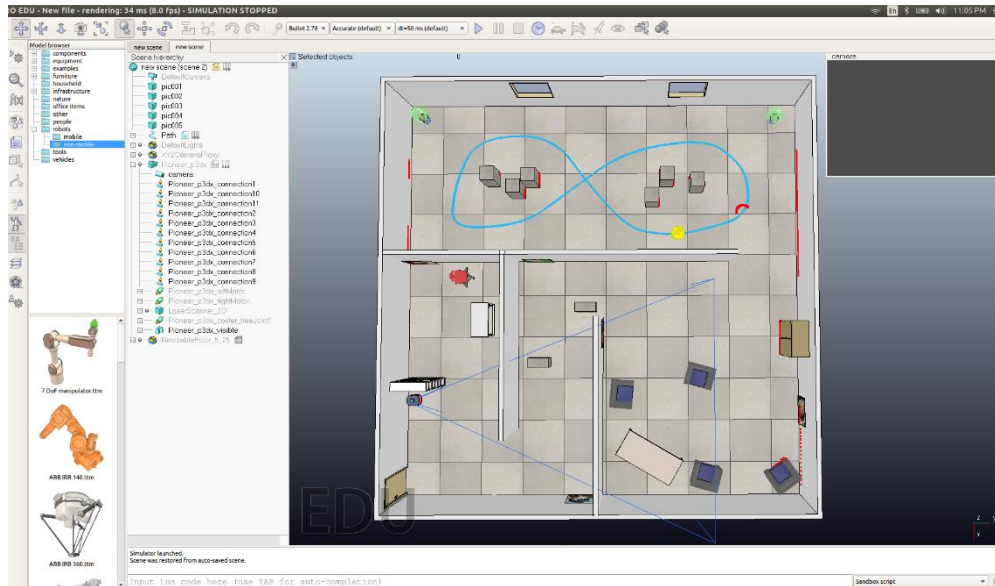 O EDU - New file - rendering: 34 ms (8.0 fps) - SIMULATION STOPPED
En
11:05 PM
Bullet 2.78
Accurate (default)
dt=50 ms (default)
Model browser
components
equipment
examples
furniture
household
infrastructure
nature
office items
other
people
robots
mobile
non-mobile
tools
vehicles
7 DoF manipulator.ttm
ABB IRB 140.ttm
ABB IRB 360.ttm
new scene
new scene
Scene hierarchy
new scene (scene 2)
DefaultCamera
pic001
pic002
pic003
pic004
pic005
Path
DefaultLights
XYZCameraProxy
Pioneer_p3dx
camera
Pioneer_p3dx_connection1
Pioneer_p3dx_connection10
Pioneer_p3dx_connection11
Pioneer_p3dx_connection2
Pioneer_p3dx_connection3
Pioneer_p3dx_connection4
Pioneer_p3dx_connection5
Pioneer_p3dx_connection6
Pioneer_p3dx_connection7
Pioneer_p3dx_connection8
Pioneer_p3dx_connection9
Pioneer_p3dx_leftMotor
Pioneer_p3dx_rightMotor
LaserScanner_2D
Pioneer_p3dx_caster_freeJoint1
Pioneer_p3dx_visible
ResizableFloor_5_25
Selected objects:
0
camera
EDU
z
x
Simulator launched.
Scene was restored from auto-saved scene.
Input Lua code here (use TAB for auto-completion)
Sandbox script